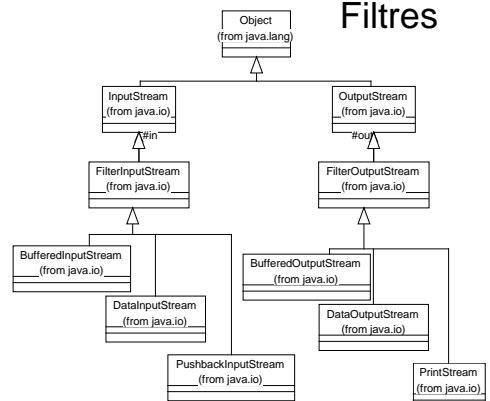 Filtres
Object
(from java.lang)
InputStream
(from java.io)
OutputStream
(from java.io)
#in
#out
FilterInputStream
(from java.io)
FilterOutputStream
(from java.io)
BufferedInputStream
(from java.io)
BufferedOutputStream
(from java.io)
DataInputStream
(from java.io)
DataOutputStream
(from java.io)
PushbackInputStream
(from java.io)
PrintStream
(from java.io)